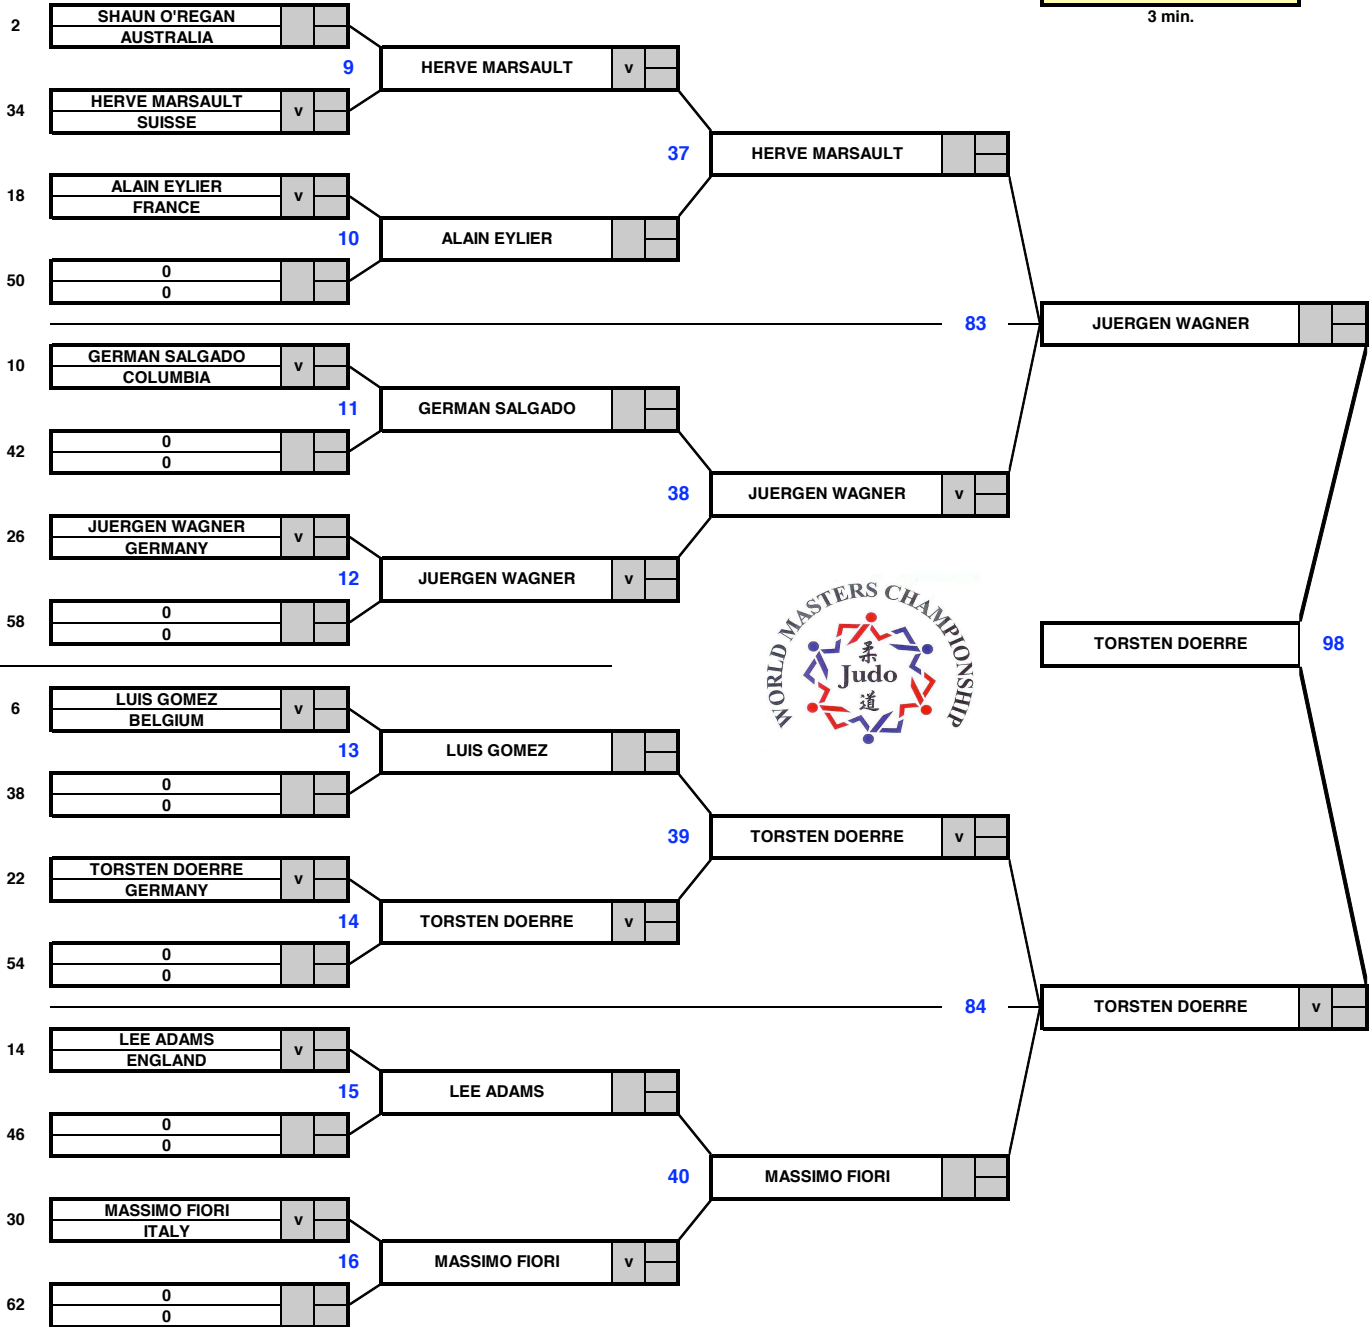 3 min.
2 SHAUN O'REGAN
AUSTRALIA
9 HERVE MARSAULT v
34 HERVE MARSAULT v
SUISSE
37 HERVE MARSAULT
18 ALAIN EYLIER v
FRANCE
10 ALAIN EYLIER
50 0
0
83 JUERGEN WAGNER
10 GERMAN SALGADO v
COLUMBIA
11 GERMAN SALGADO
42 0
0
38 JUERGEN WAGNER v
26 JUERGEN WAGNER v
GERMANY
12 JUERGEN WAGNER v
58 0
0
WORLD MASTERS CHAMPIONSHIP
柔
Judo
道
TORSTEN DOERRE 98
6 LUIS GOMEZ v
BELGIUM
13 LUIS GOMEZ
38 0
0
39 TORSTEN DOERRE v
22 TORSTEN DOERRE v
GERMANY
14 TORSTEN DOERRE v
54 0
0
84 TORSTEN DOERRE v
14 LEE ADAMS v
ENGLAND
15 LEE ADAMS
46 0
0
40 MASSIMO FIORI
30 MASSIMO FIORI v
ITALY
16 MASSIMO FIORI v
62 0
0